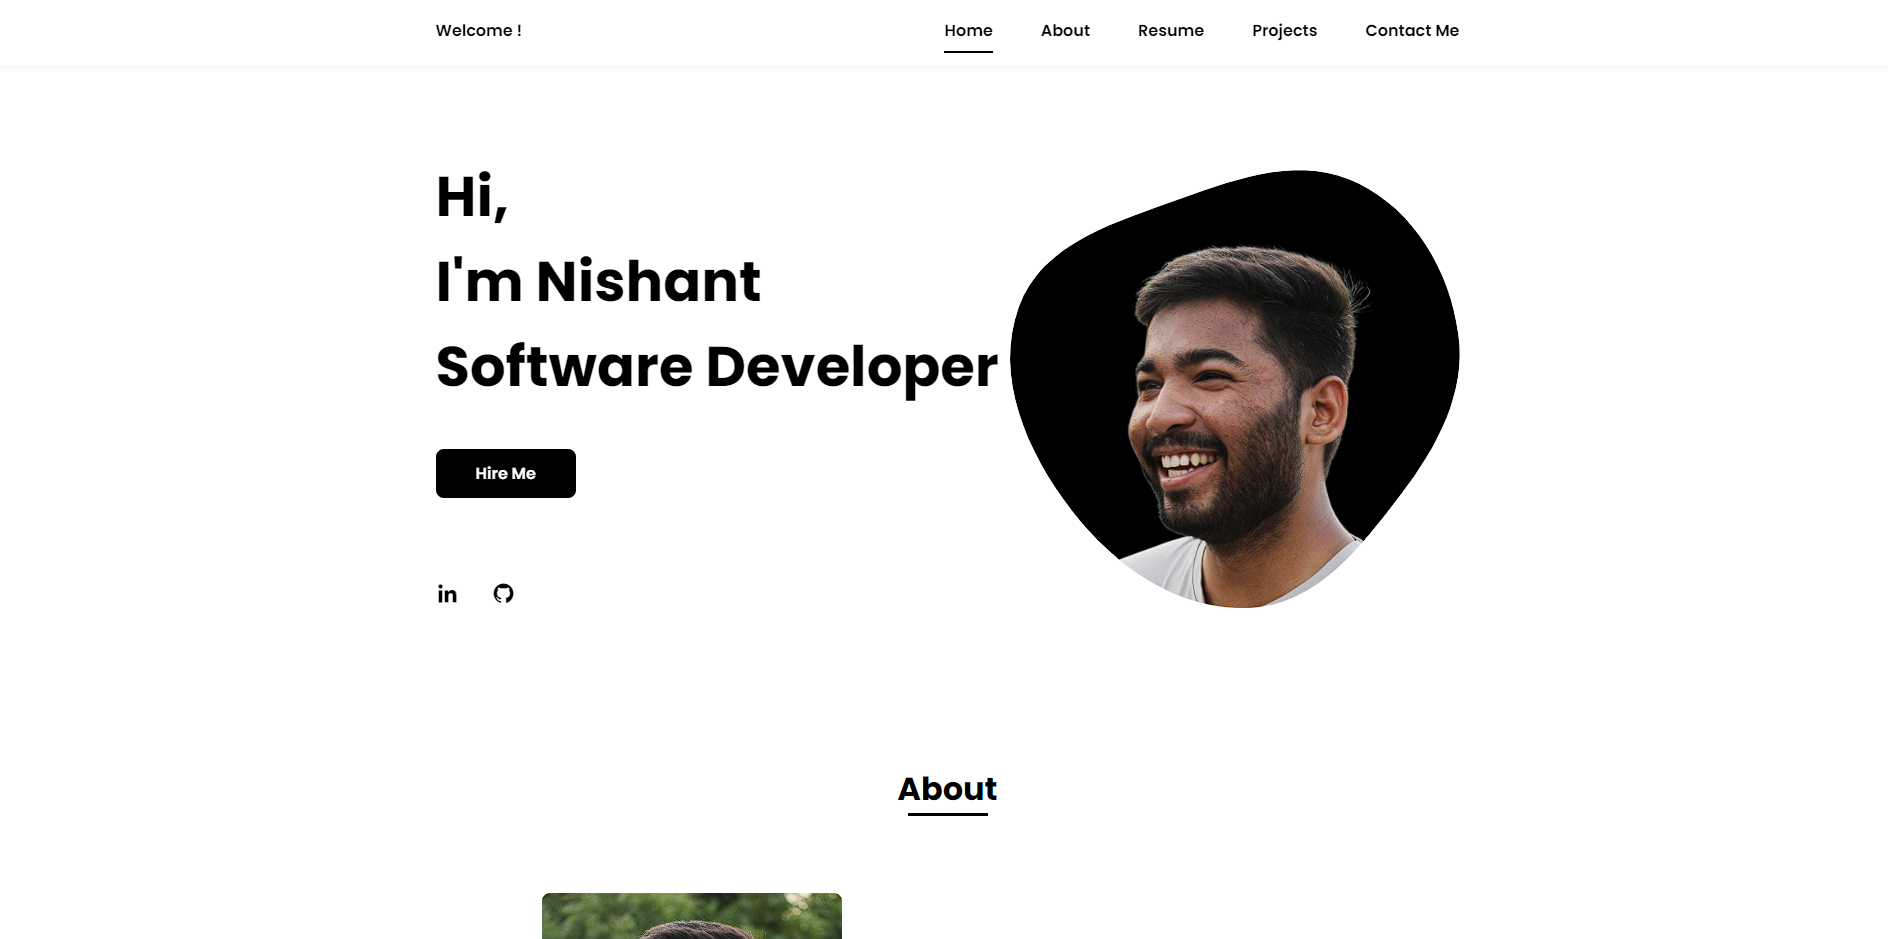 Welcome !
Home About Resume Projects Contact Me
Hi,
I'm Nishant
Software Developer
Hire Me
in
About